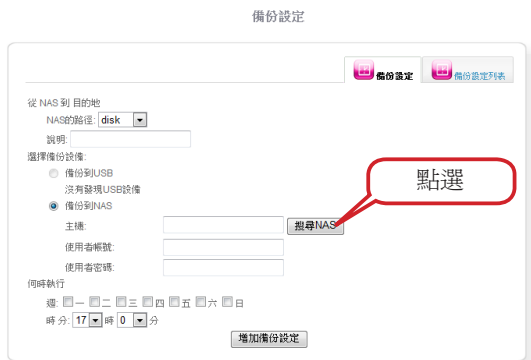 備份設定
備份設定 備份設定列表
從 NAS 到 目的地
NAS的路徑: disk
說明:
選擇備份設備:
備份到USB
沒有發現USB設備
備份到NAS
主機: 搜尋NAS
點選
使用者帳號:
使用者密碼:
何時執行
週: 一 二 三 四 五 六 日
時 分: 17 時 0 分
增加備份設定